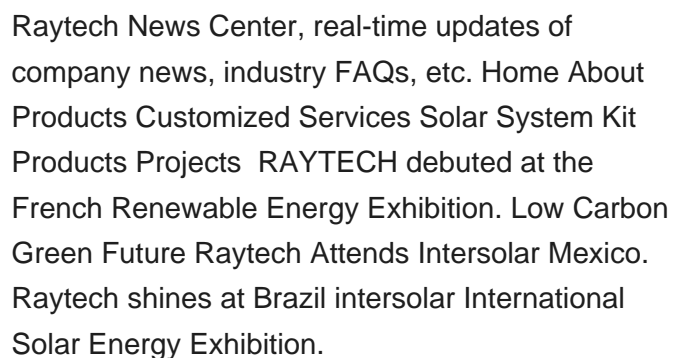 Raytech News Center, real-time updates of
company news, industry FAQs, etc. Home About
Products Customized Services Solar System Kit
Products Projects  RAYTECH debuted at the
French Renewable Energy Exhibition. Low Carbon
Green Future Raytech Attends Intersolar Mexico.
Raytech shines at Brazil intersolar International
Solar Energy Exhibition.